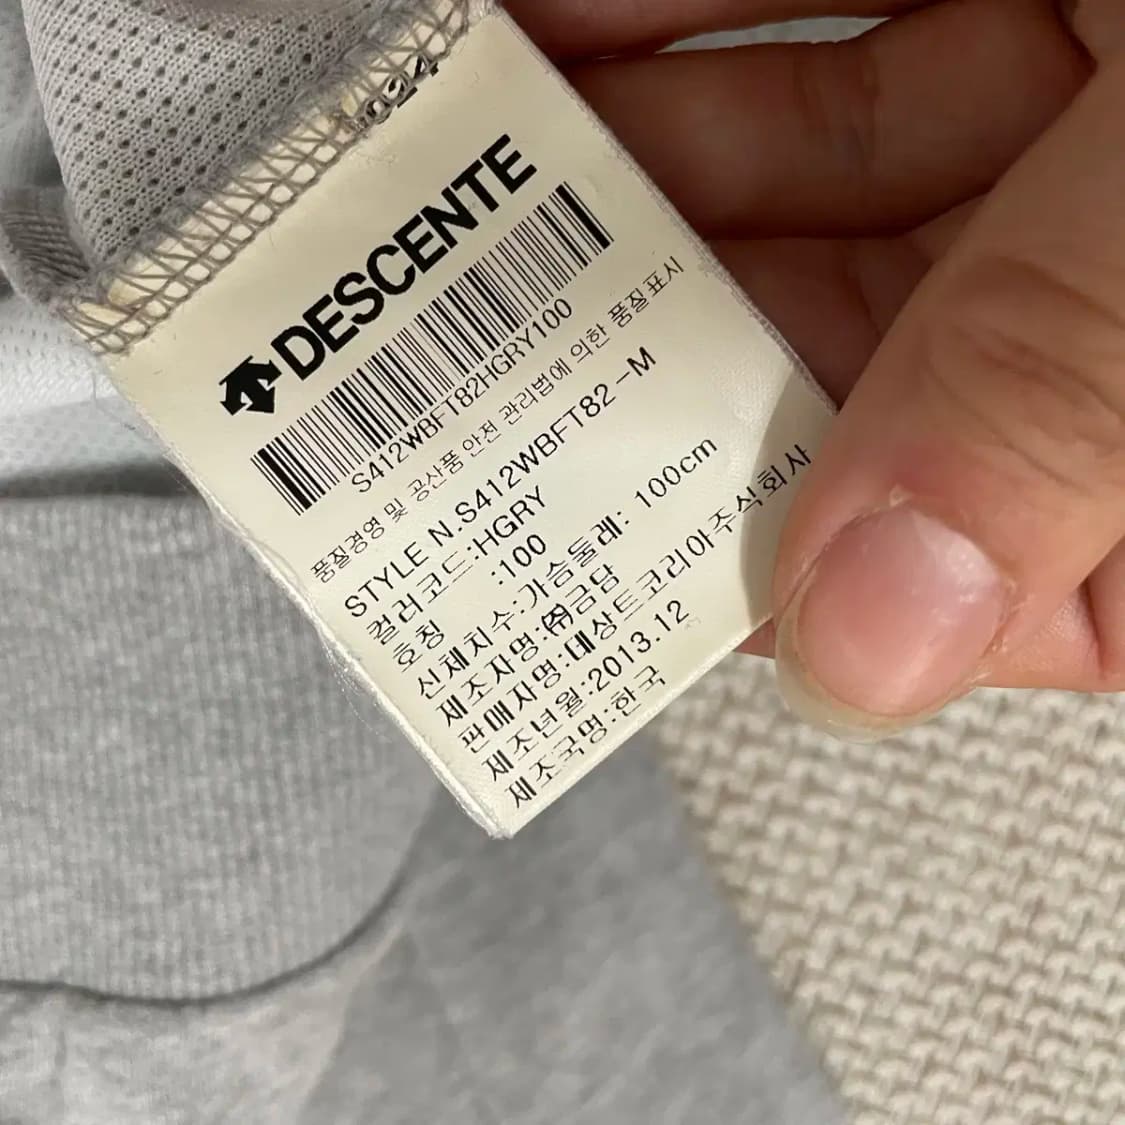 DESCENTE
S412WBFT82HGRY100
품질경영 및 공산품 안전 관리법에 의한 품질표시
STYLE N.S412WBFT82-M
컬러코드:HGRY
호칭 :100
신체치수:가슴둘레: 100cm
제조자명:㈜금담
판매자명:데상트코리아주식회사
제조년월:2013.12
제조국명:한국